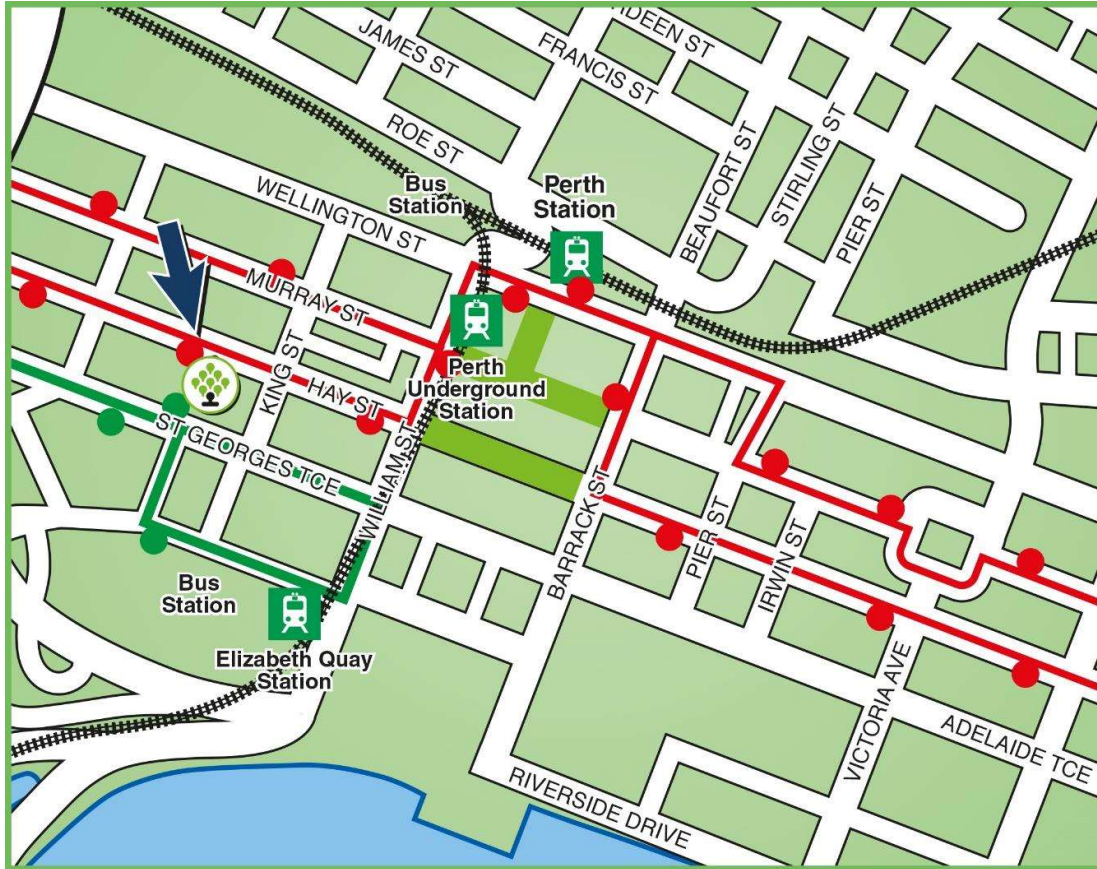 DEEN ST
JAMES ST
FRANCIS ST
ROE ST
BEAUFORT ST
STIRLING ST
PIER ST
Bus
Station
Perth
Station
WELLINGTON ST
MURRAY ST
KING ST
HAY ST
Perth
Underground
Station
ST GEORGES TCE
WILLIAM ST
BARRACK ST
PIER ST
IRWIN ST
Bus
Station
Elizabeth Quay
Station
VICTORIA AVE
ADELAIDE TCE
RIVERSIDE DRIVE